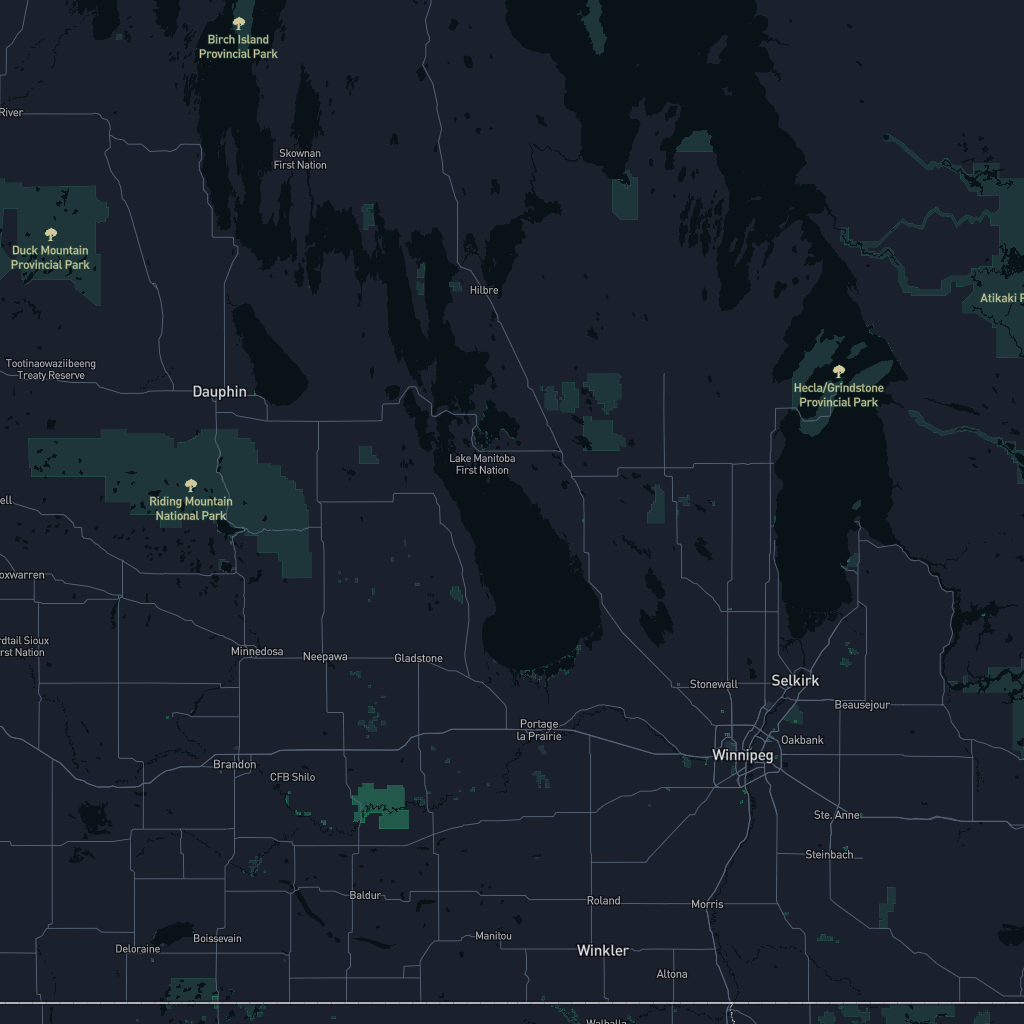 Birch Island
Provincial Park
River
Skownan
First Nation
Duck Mountain
Provincial Park
Hilbre
Atikaki P
Tootinaowaziibeeng
Treaty Reserve
Dauphin
Hecla/Grindstone
Provincial Park
Lake Manitoba
First Nation
Riding Mountain
National Park
ell
oxwarren
rdtail Sioux
rst Nation
Minnedosa
Neepawa
Gladstone
Stonewall
Selkirk
Beausejour
Portage
la Prairie
Oakbank
Winnipeg
Brandon
CFB Shilo
Ste. Anne
Steinbach
Baldur
Roland
Morris
Manitou
Boissevain
Deloraine
Winkler
Altona
Walhalla